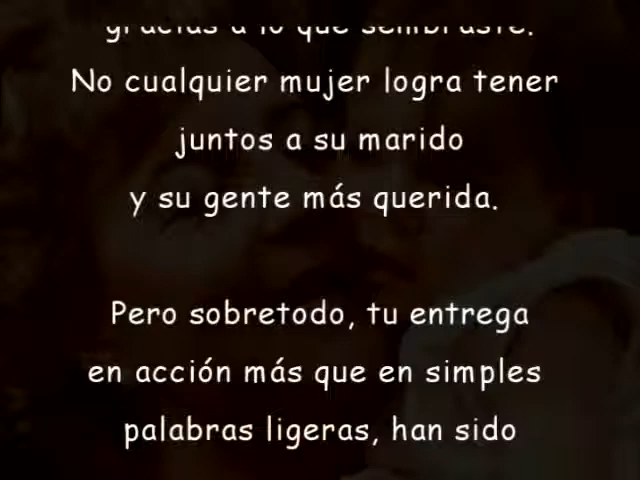 gracias a lo que sembraste.
No cualquier mujer logra tener
juntos a su marido
y su gente más querida.
Pero sobretodo, tu entrega
en acción más que en simples
palabras ligeras, han sido